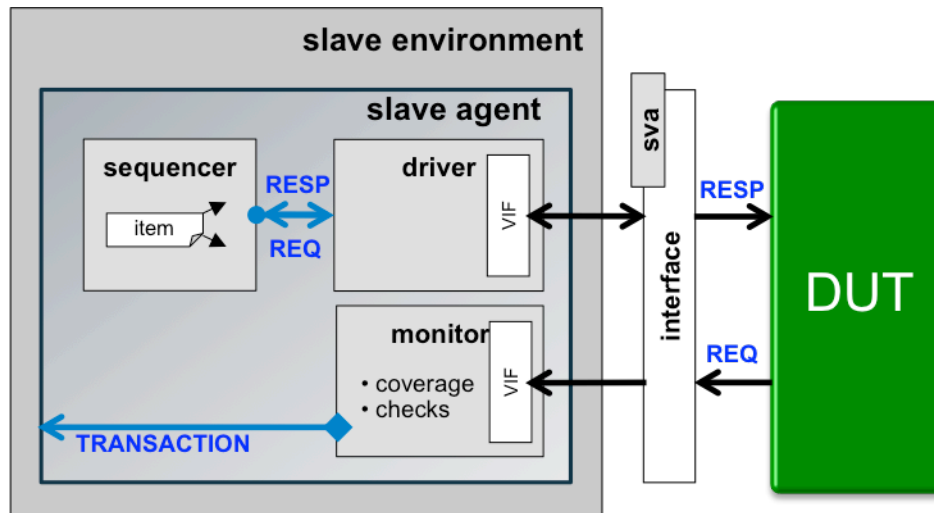 slave environment
slave agent
sequencer
item
RESP
REQ
driver
VIF
monitor
• coverage
• checks
VIF
TRANSACTION
sva
interface
RESP
REQ
DUT